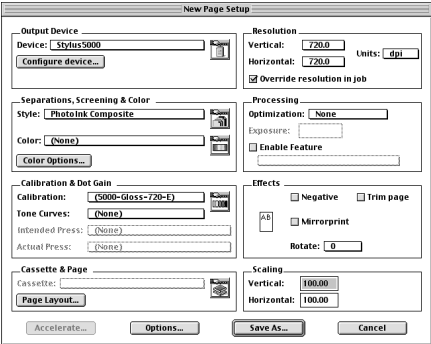 New Page Setup
Output Device
Device: Stylus5000
Configure device...
Resolution
Vertical: 720.0
Horizontal: 720.0
Units: dpi
Override resolution in job
Separations, Screening & Color
Style: PhotoInk Composite
Color: (None)
Color Options...
Processing
Optimization: None
Exposure:
Enable Feature
Calibration & Dot Gain
Calibration: (5000-Gloss-720-E)
Tone Curves: (None)
Intended Press: (None)
Actual Press: (None)
Effects
Negative
Trim page
AB
Mirrorprint
Rotate: 0
Cassette & Page
Cassette:
Page Layout...
Scaling
Vertical: 100.00
Horizontal: 100.00
Accelerate...
Options...
Save As...
Cancel